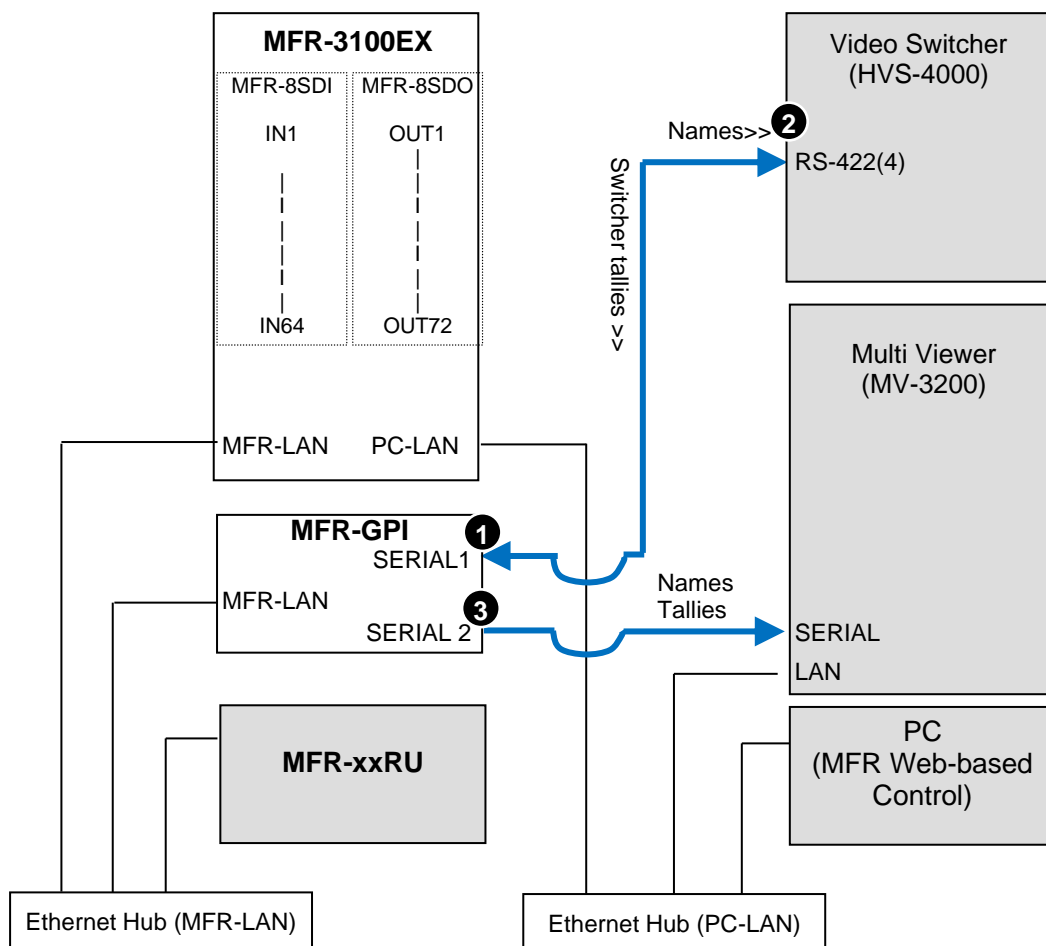 MFR-3100EX
MFR-8SDI
MFR-8SDO
IN1
OUT1
IN64
OUT72
MFR-LAN
PC-LAN
Video Switcher
(HVS-4000)
Names>>
2
RS-422(4)
Switcher tallies >>
Multi Viewer
(MV-3200)
MFR-GPI
1
SERIAL1
MFR-LAN
3
SERIAL 2
Names
Tallies
SERIAL
LAN
MFR-xxRU
PC
(MFR Web-based
Control)
Ethernet Hub (MFR-LAN)
Ethernet Hub (PC-LAN)